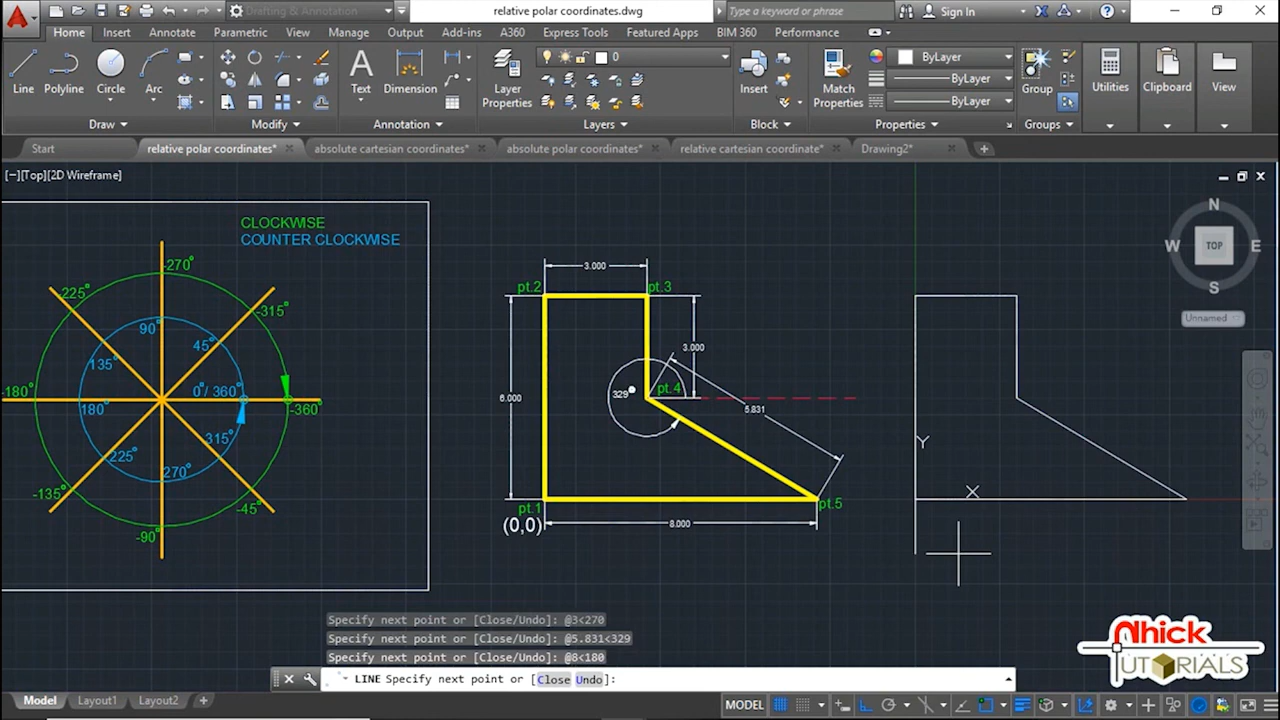 Drafting & Annotation
relative polar coordinates.dwg
Type a keyword or phrase
Sign In
Home Insert Annotate Parametric View Manage Output Add-ins A360 Express Tools Featured Apps BIM 360 Performance
Line Polyline Circle Arc
Text Dimension
Layer Properties
0
Insert
Match Properties
ByLayer
ByLayer
ByLayer
Group
Utilities
Clipboard
View
Draw Modify Annotation Layers Block Properties Groups
Start relative polar coordinates* absolute cartesian coordinates* absolute polar coordinates* relative cartesian coordinates* Drawing2*
[−][Top][2D Wireframe]
CLOCKWISE
COUNTER CLOCKWISE
-270°
-225°
-315°
90°
135°
45°
-180°
180°
0°/ 360°
-360°
225°
315°
270°
-135°
-45°
-90°
3.000
pt.2
pt.3
3.000
6.000
329°
pt.4
5.831
pt.1
pt.5
(0,0)
8.000
Y
X
N
W
TOP
E
S
Unnamed
Specify next point or [Close/Undo]: @3<270
Specify next point or [Close/Undo]: @5.831<329
Specify next point or [Close/Undo]: @8<180
LINE Specify next point or [Close Undo]:
Nhick
TUTORIALS
Model Layout1 Layout2
MODEL